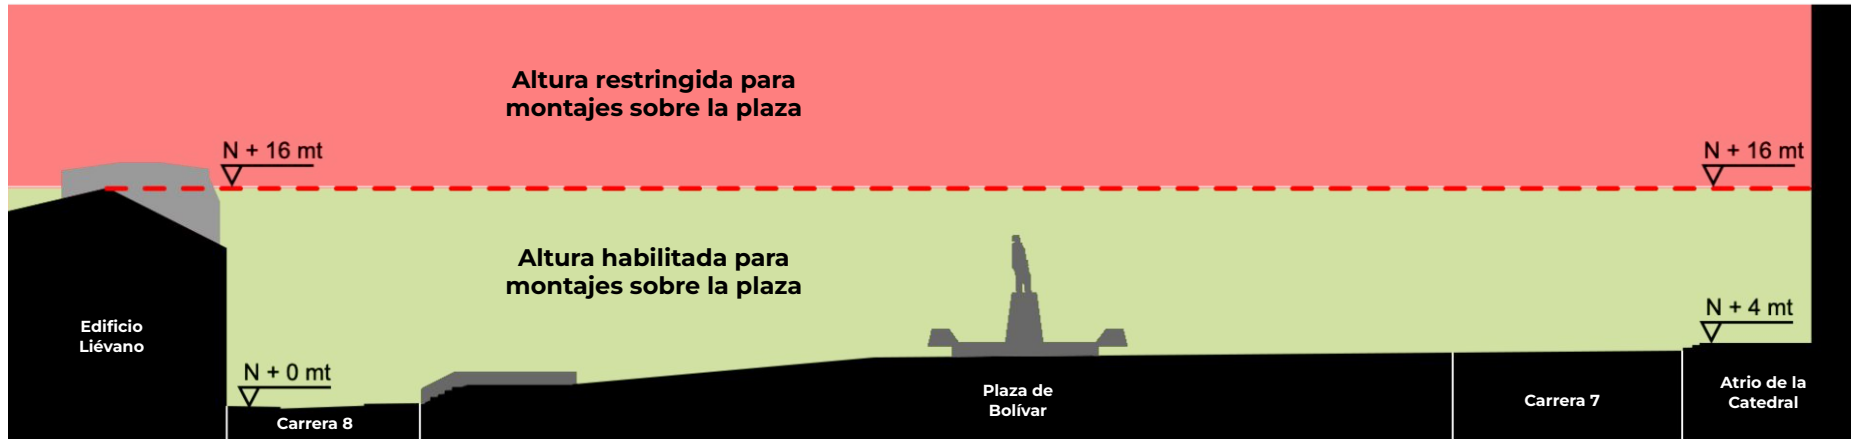 Altura restringida para
montajes sobre la plaza
N + 16 mt
N + 16 mt
Altura habilitada para
montajes sobre la plaza
N + 4 mt
Edificio
Liévano
N + 0 mt
Carrera 8
Plaza de
Bolívar
Carrera 7
Atrio de la
Catedral